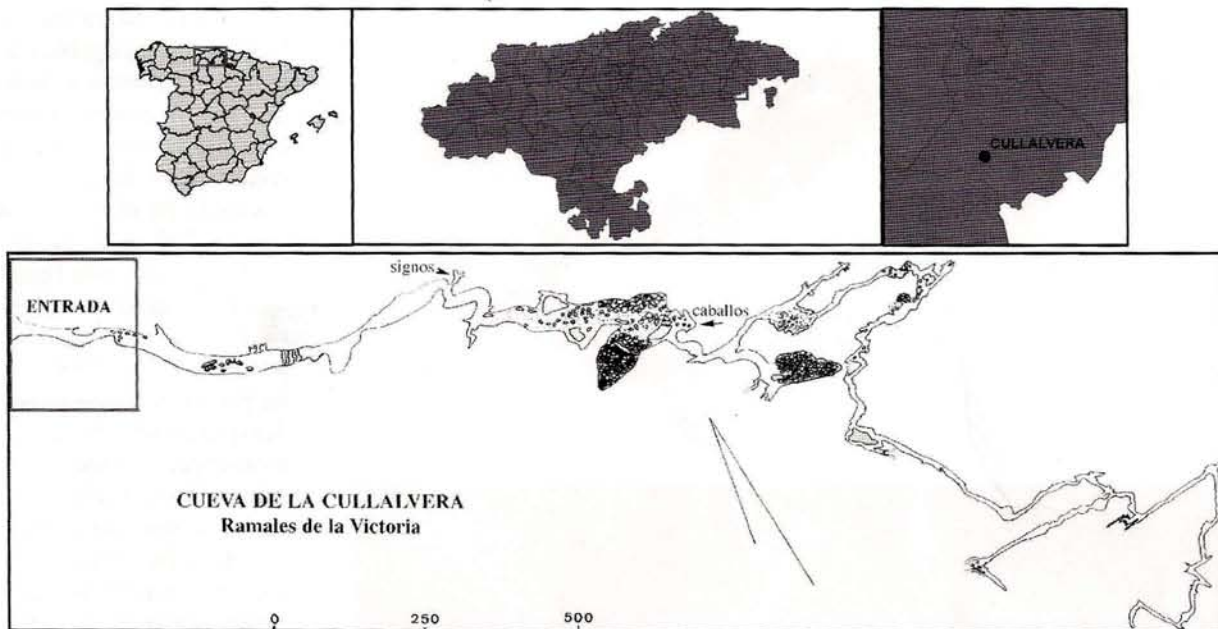 CULLALVERA
signos
ENTRADA
caballos
CUEVA DE LA CULLALVERA
Ramales de la Victoria
0 250 500